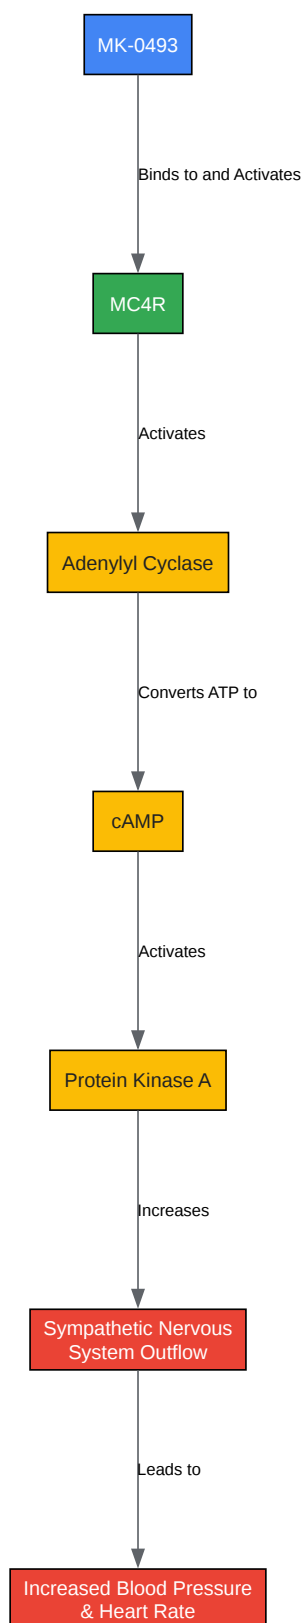 MK-0493
Binds to and Activates
MC4R
Activates
Adenylyl Cyclase
Converts ATP to
cAMP
Activates
Protein Kinase A
Increases
Sympathetic Nervous
System Outflow
Leads to
Increased Blood Pressure
& Heart Rate